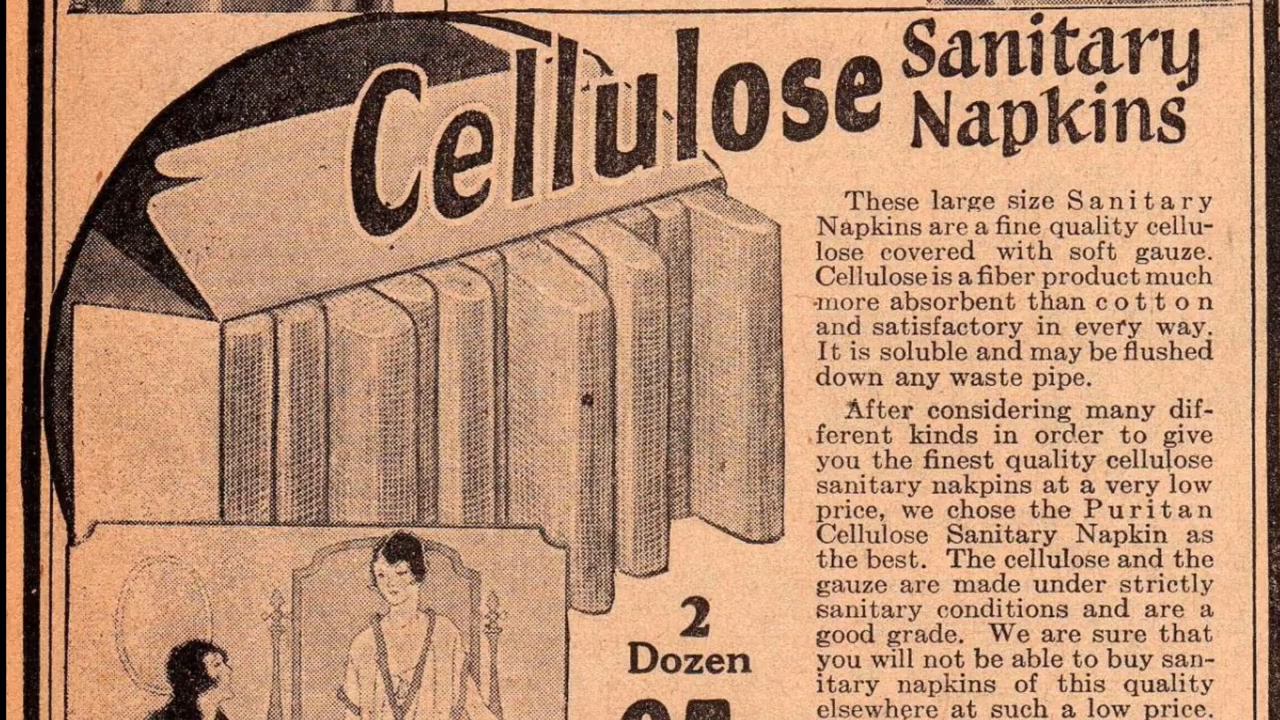 Cellulose Sanitary
Napkins
These large size Sanitary
Napkins are a fine quality cellu-
lose covered with soft gauze.
Cellulose is a fiber product much
more absorbent than cotton
and satisfactory in every way.
It is soluble and may be flushed
down any waste pipe.
After considering many dif-
ferent kinds in order to give
you the finest quality cellulose
sanitary nakpins at a very low
price, we chose the Puritan
Cellulose Sanitary Napkin as
the best. The cellulose and the
gauze are made under strictly
sanitary conditions and are a
good grade. We are sure that
you will not be able to buy san-
itary napkins of this quality
elsewhere at such a low price.
2
Dozen